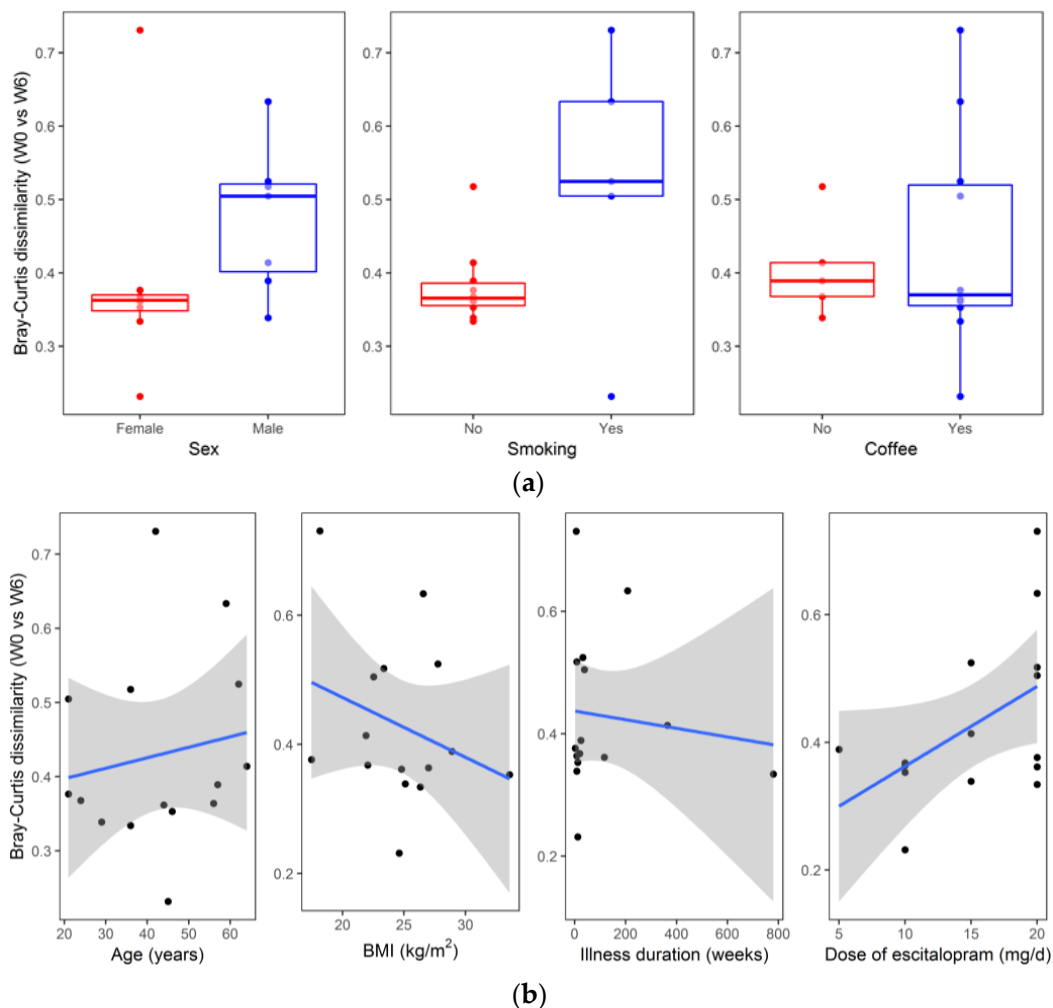 Bray-Curtis dissimilarity (W0 vs W6)
0.7
0.6
0.5
0.4
0.3
Female Male
Sex
No Yes
Smoking
No Yes
Coffee
(a)
Bray-Curtis dissimilarity (W0 vs W6)
0.7
0.6
0.5
0.4
0.3
20 30 40 50 60
Age (years)
0.6
0.4
0.2
20 25 30
BMI (kg/m²)
0.6
0.4
0.2
0 200 400 600 800
Illness duration (weeks)
0.6
0.4
0.2
5 10 15 20
Dose of escitalopram (mg/d)
(b)